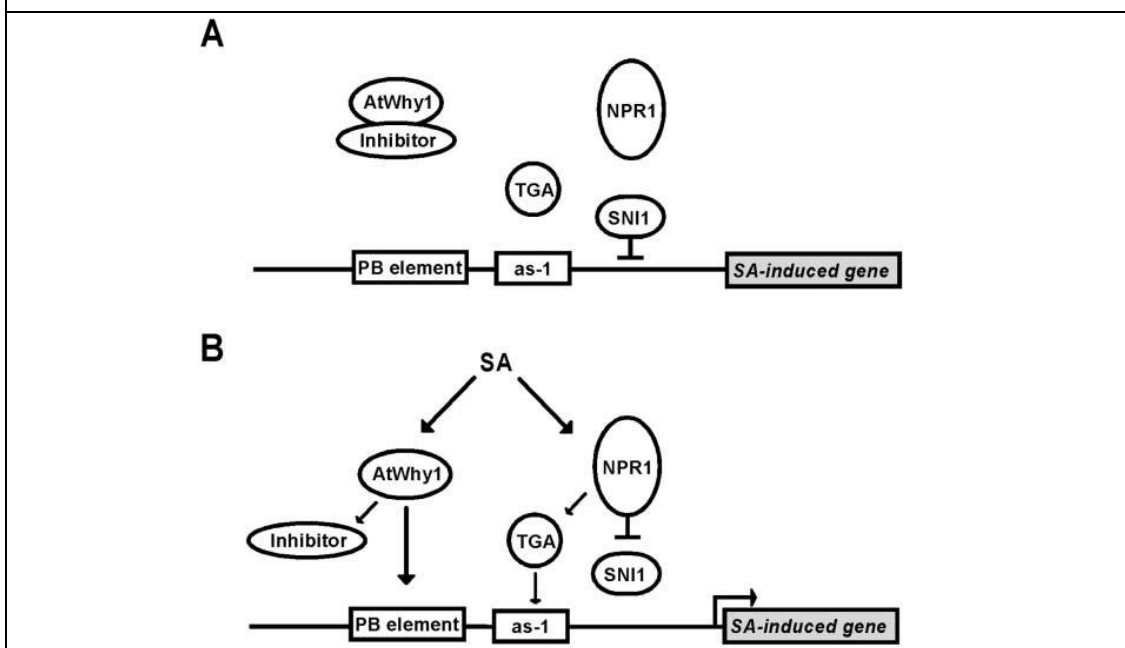 A
AtWhy1
Inhibitor
NPR1
TGA
SNI1
PB element
as-1
SA-induced gene
B
SA
AtWhy1
NPR1
Inhibitor
TGA
SNI1
PB element
as-1
SA-induced gene